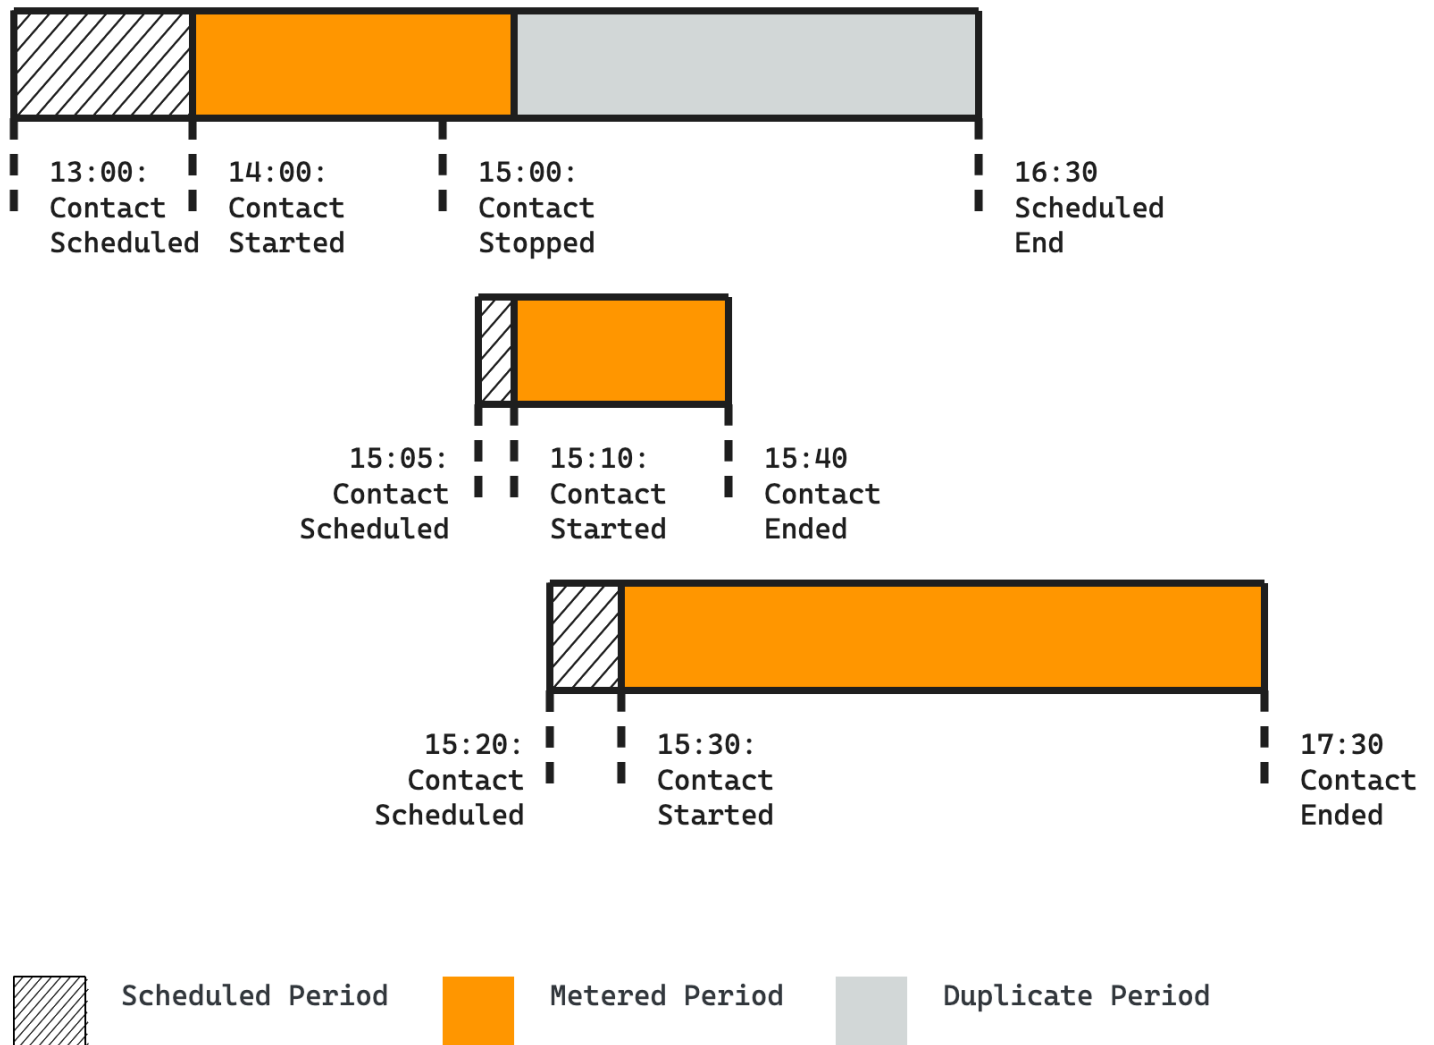 13:00:
Contact
Scheduled
14:00:
Contact
Started
15:00:
Contact
Stopped
16:30
Scheduled
End
15:05:
Contact
Scheduled
15:10:
Contact
Started
15:40
Contact
Ended
15:20:
Contact
Scheduled
15:30:
Contact
Started
17:30
Contact
Ended
Scheduled Period
Metered Period
Duplicate Period